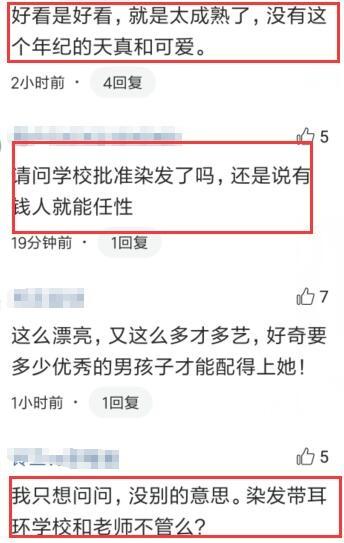 好看是好看，就是太成熟了，没有这
个年纪的天真和可爱。
2小时前 · 4回复
5
请问学校批准染发了吗，还是说有
钱人就能任性
19分钟前 · 1回复
7
这么漂亮，又这么多才多艺，好奇要
多少优秀的男孩子才能配得上她！
1小时前 · 1回复
5
我只想问问，没别的意思。染发带耳
环学校和老师不管么？